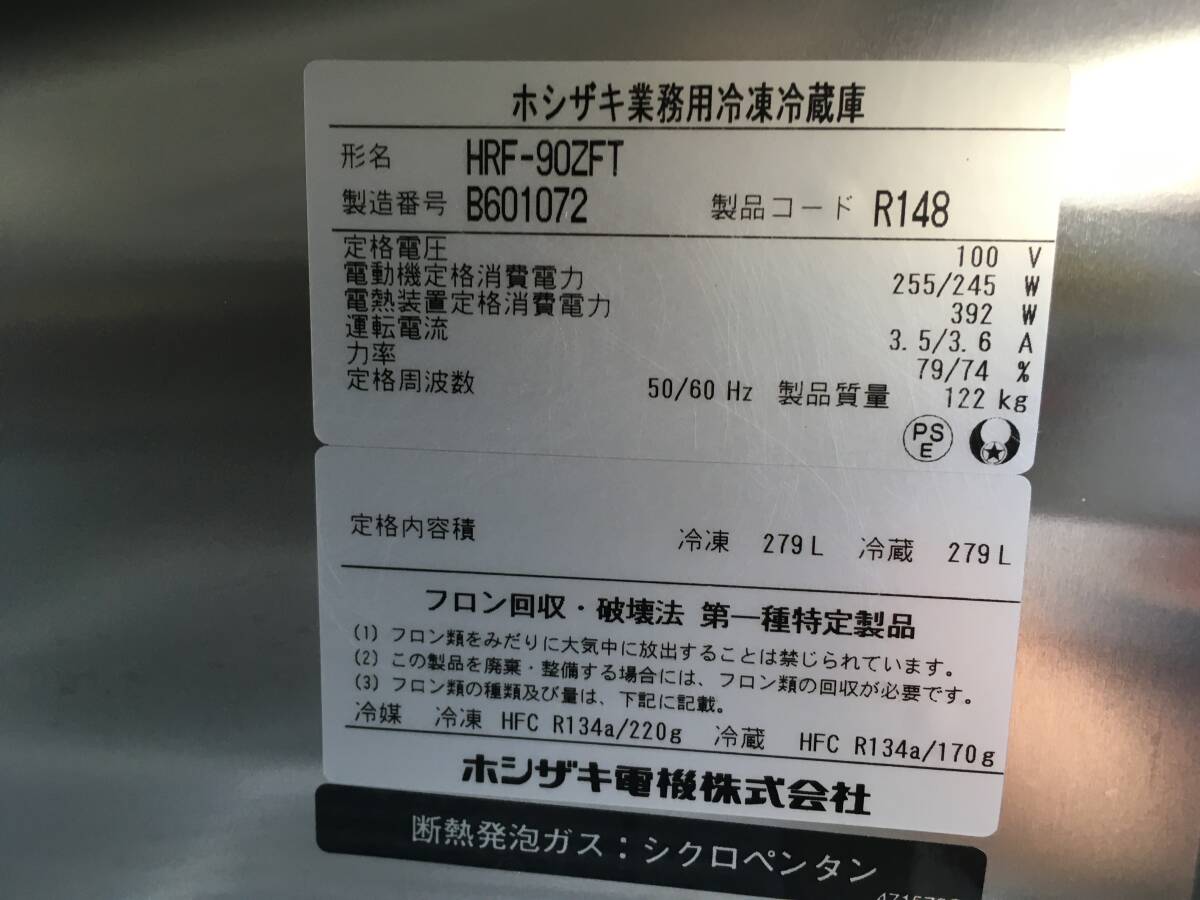 ホシザキ業務用冷凍冷蔵庫
形名 HRF-90ZFT
製造番号 B601072 製品コード R148
定格電圧 100 V
電動機定格消費電力 255/245 W
電熱装置定格消費電力 392 W
運転電流 3.5/3.6 A
力率 79/74 %
定格周波数 50/60 Hz 製品質量 122 kg
PS
E
定格内容積 冷凍 279L 冷蔵 279L
フロン回収・破壊法 第一種特定製品
(1) フロン類をみだりに大気中に放出することは禁じられています。
(2) この製品を廃棄・整備する場合には、フロン類の回収が必要です。
(3) フロン類の種類及び量は、下記に記載。
冷媒 冷凍 HFC R134a/220g 冷蔵 HFC R134a/170g
ホシザキ電機株式会社
断熱発泡ガス：シクロペンタン